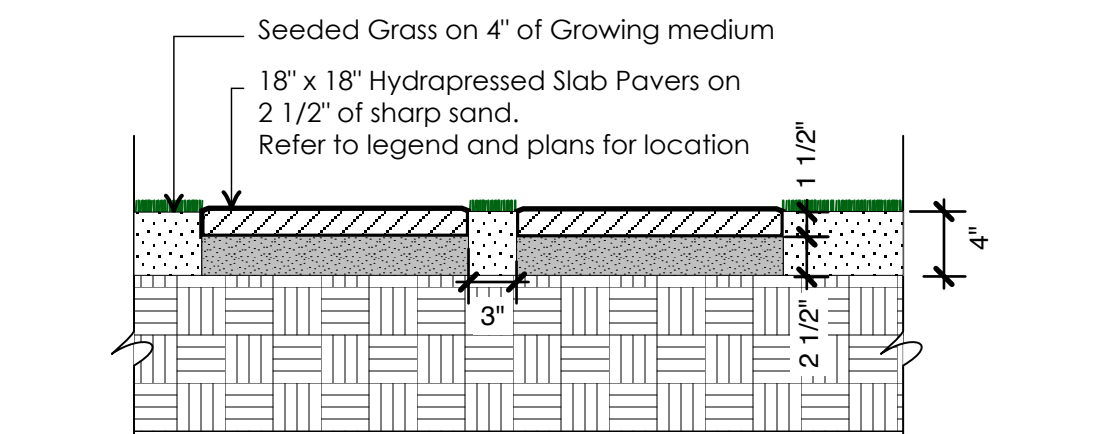 Seeded Grass on 4" of Growing medium
18" x 18" Hydrapressed Slab Pavers on
2 1/2" of sharp sand.
Refer to legend and plans for location
1 1/2"
4"
3"
2 1/2"